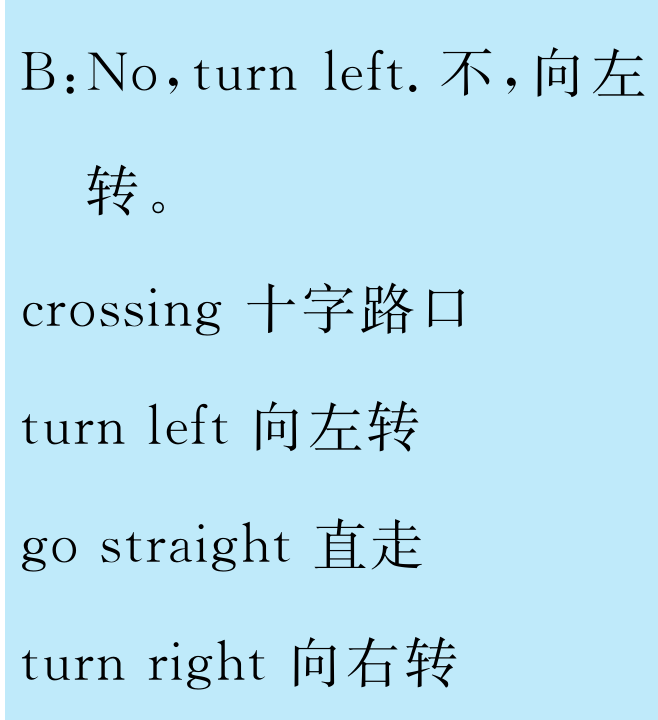 B:No,turn left. 不,向左
转。
crossing 十字路口
turn left 向左转
go straight 直走
turn right 向右转